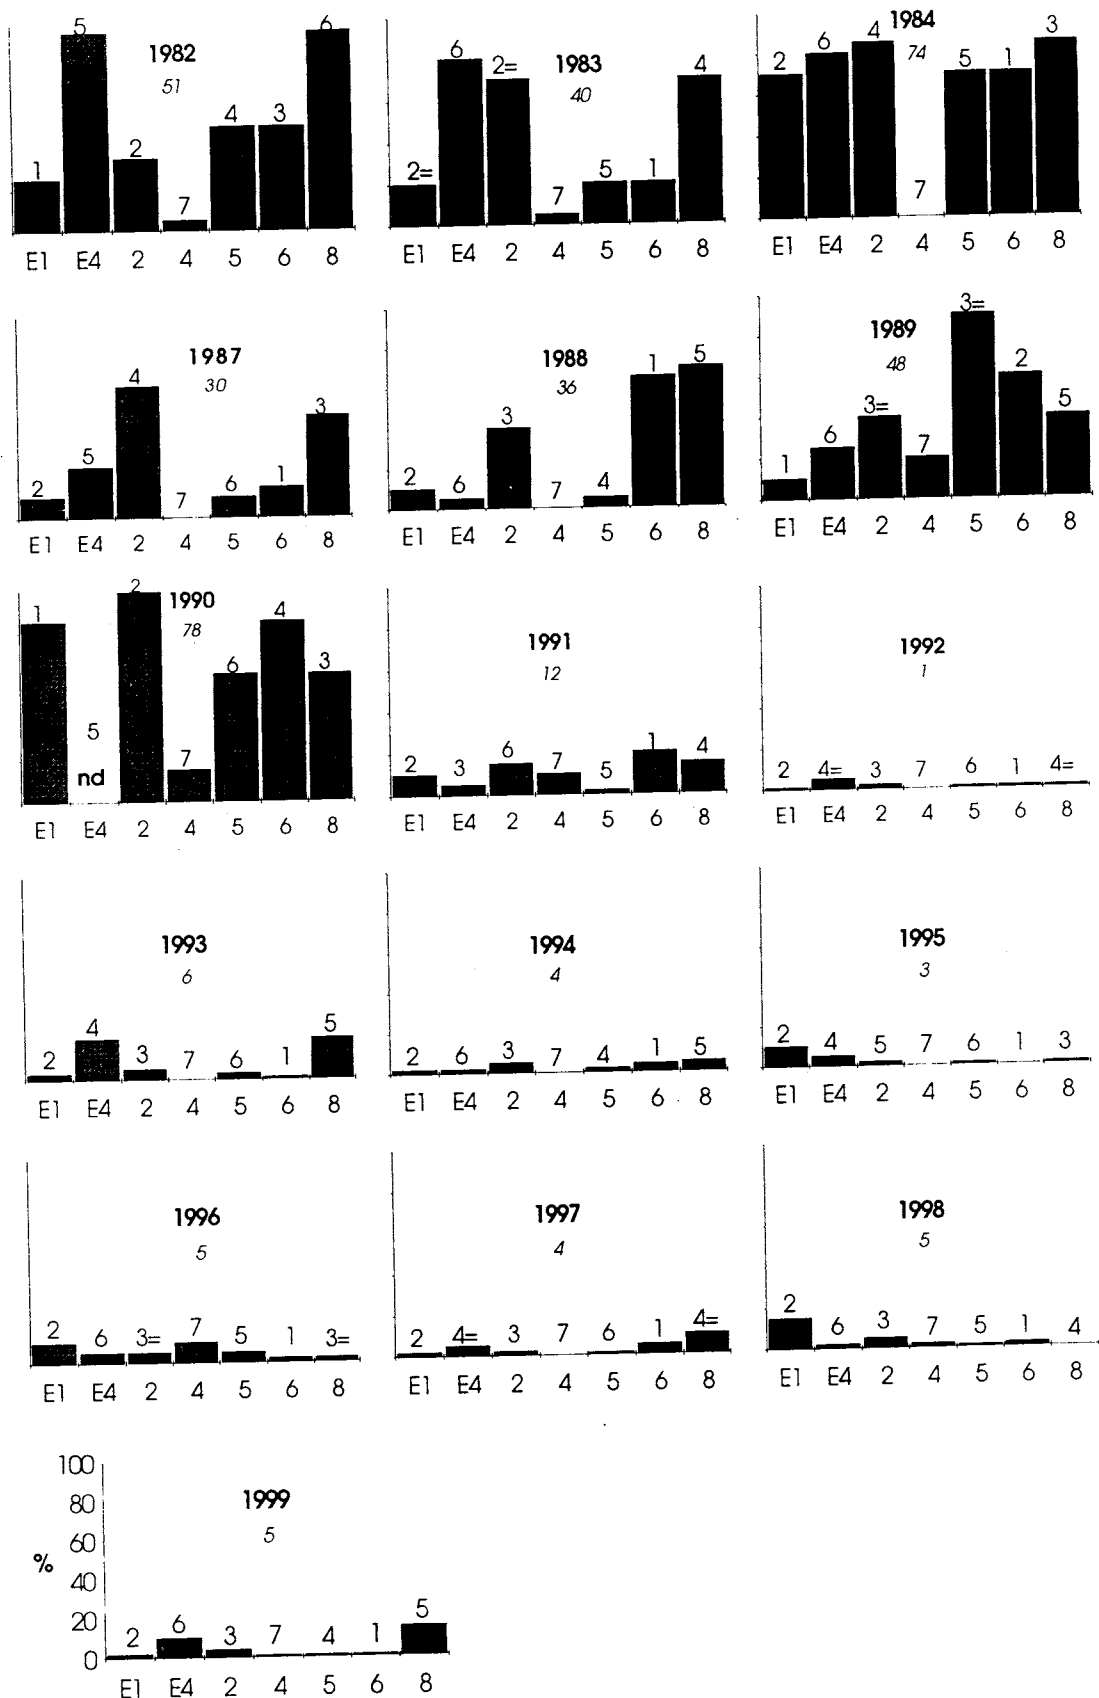 5 6
1982
51
1 2 7 4 3
E1 E4 2 4 5 6 8
6 2= 4
1983
40
2= 7 5 1
E1 E4 2 4 5 6 8
2 6 4 5 1 3
1984
74
7
E1 E4 2 4 5 6 8
1987
30
2 5 4 7 6 1 3
E1 E4 2 4 5 6 8
1988
36
2 6 3 7 4 1 5
E1 E4 2 4 5 6 8
3=
1989
48
1 6 3= 7 2 5
E1 E4 2 4 5 6 8
1 2
1990
78
5 7 6 4 3
nd
E1 E4 2 4 5 6 8
1991
12
2 3 6 7 5 1 4
E1 E4 2 4 5 6 8
1992
1
2 4= 3 7 6 1 4=
E1 E4 2 4 5 6 8
1993
6
2 4 3 7 6 1 5
E1 E4 2 4 5 6 8
1994
4
2 6 3 7 4 1 5
E1 E4 2 4 5 6 8
1995
3
2 4 5 7 6 1 3
E1 E4 2 4 5 6 8
1996
5
2 6 3= 7 5 1 3=
E1 E4 2 4 5 6 8
1997
4
2 4= 3 7 6 1 4=
E1 E4 2 4 5 6 8
1998
5
2 6 3 7 5 1 4
E1 E4 2 4 5 6 8
100
80
60
%
40
20
0
1999
5
2 6 3 7 4 1 5
E1 E4 2 4 5 6 8